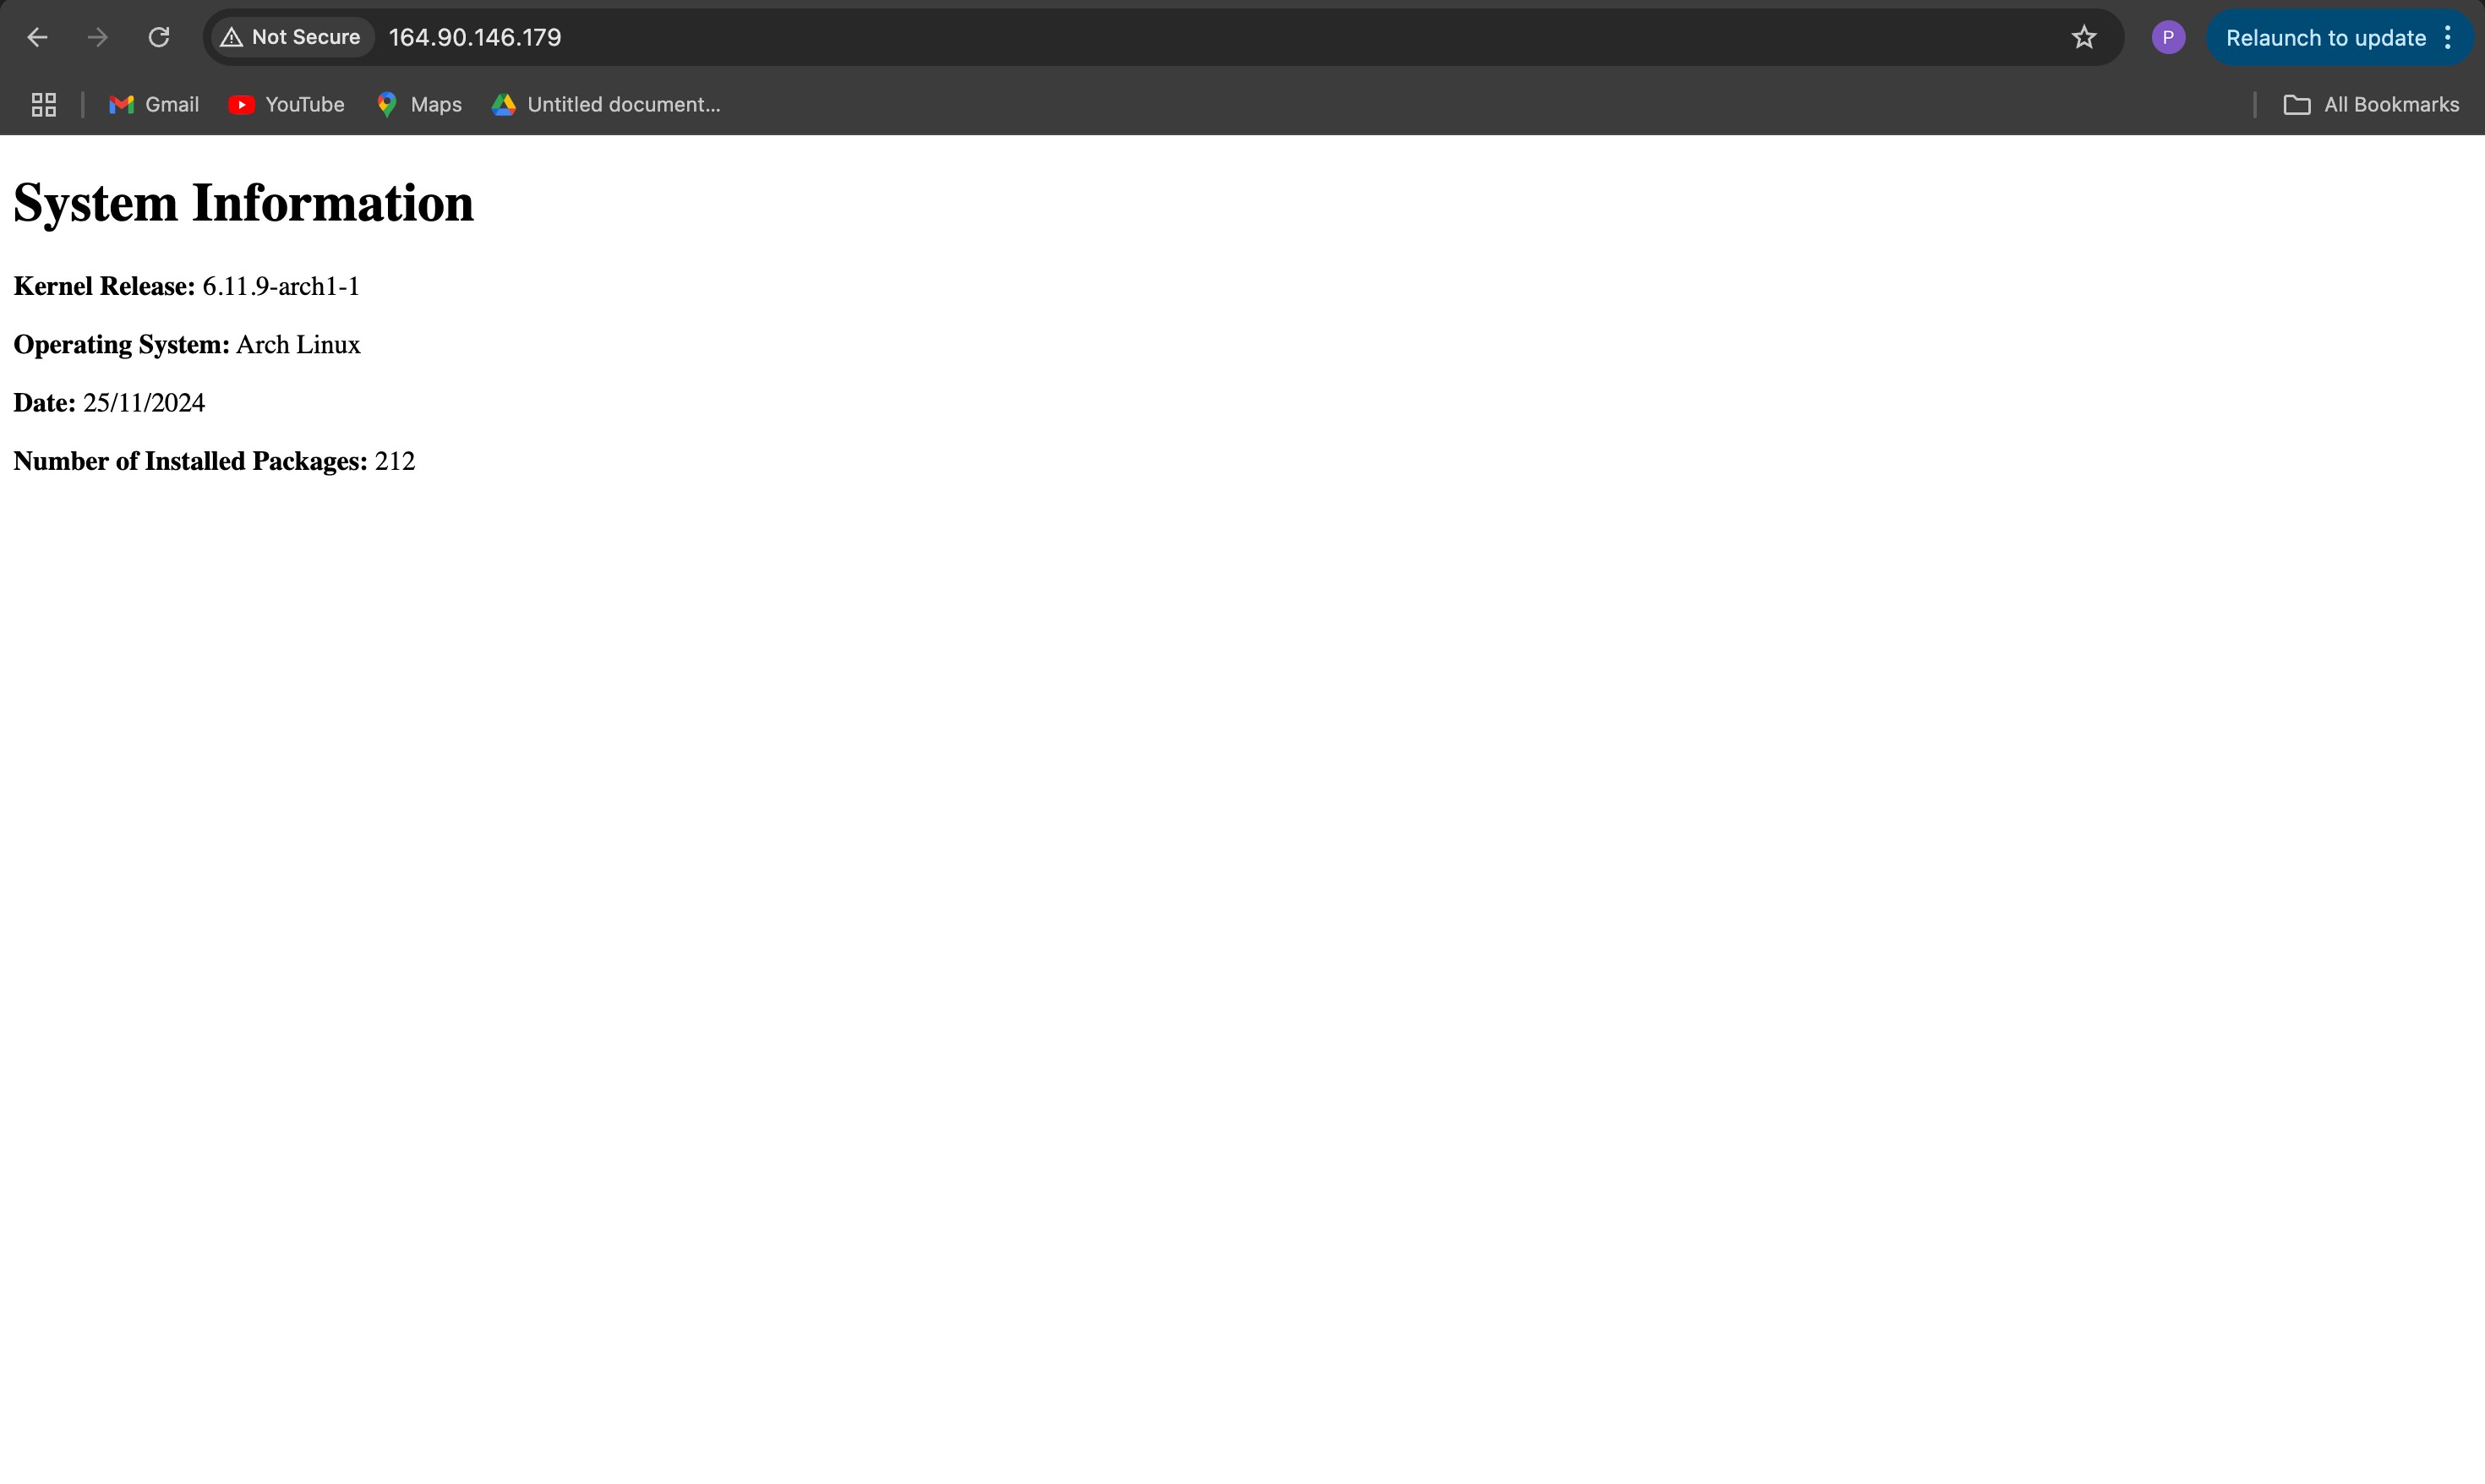 Not Secure 164.90.146.179 P Relaunch to update
Gmail YouTube Maps Untitled document... All Bookmarks
System Information
Kernel Release: 6.11.9-arch1-1
Operating System: Arch Linux
Date: 25/11/2024
Number of Installed Packages: 212